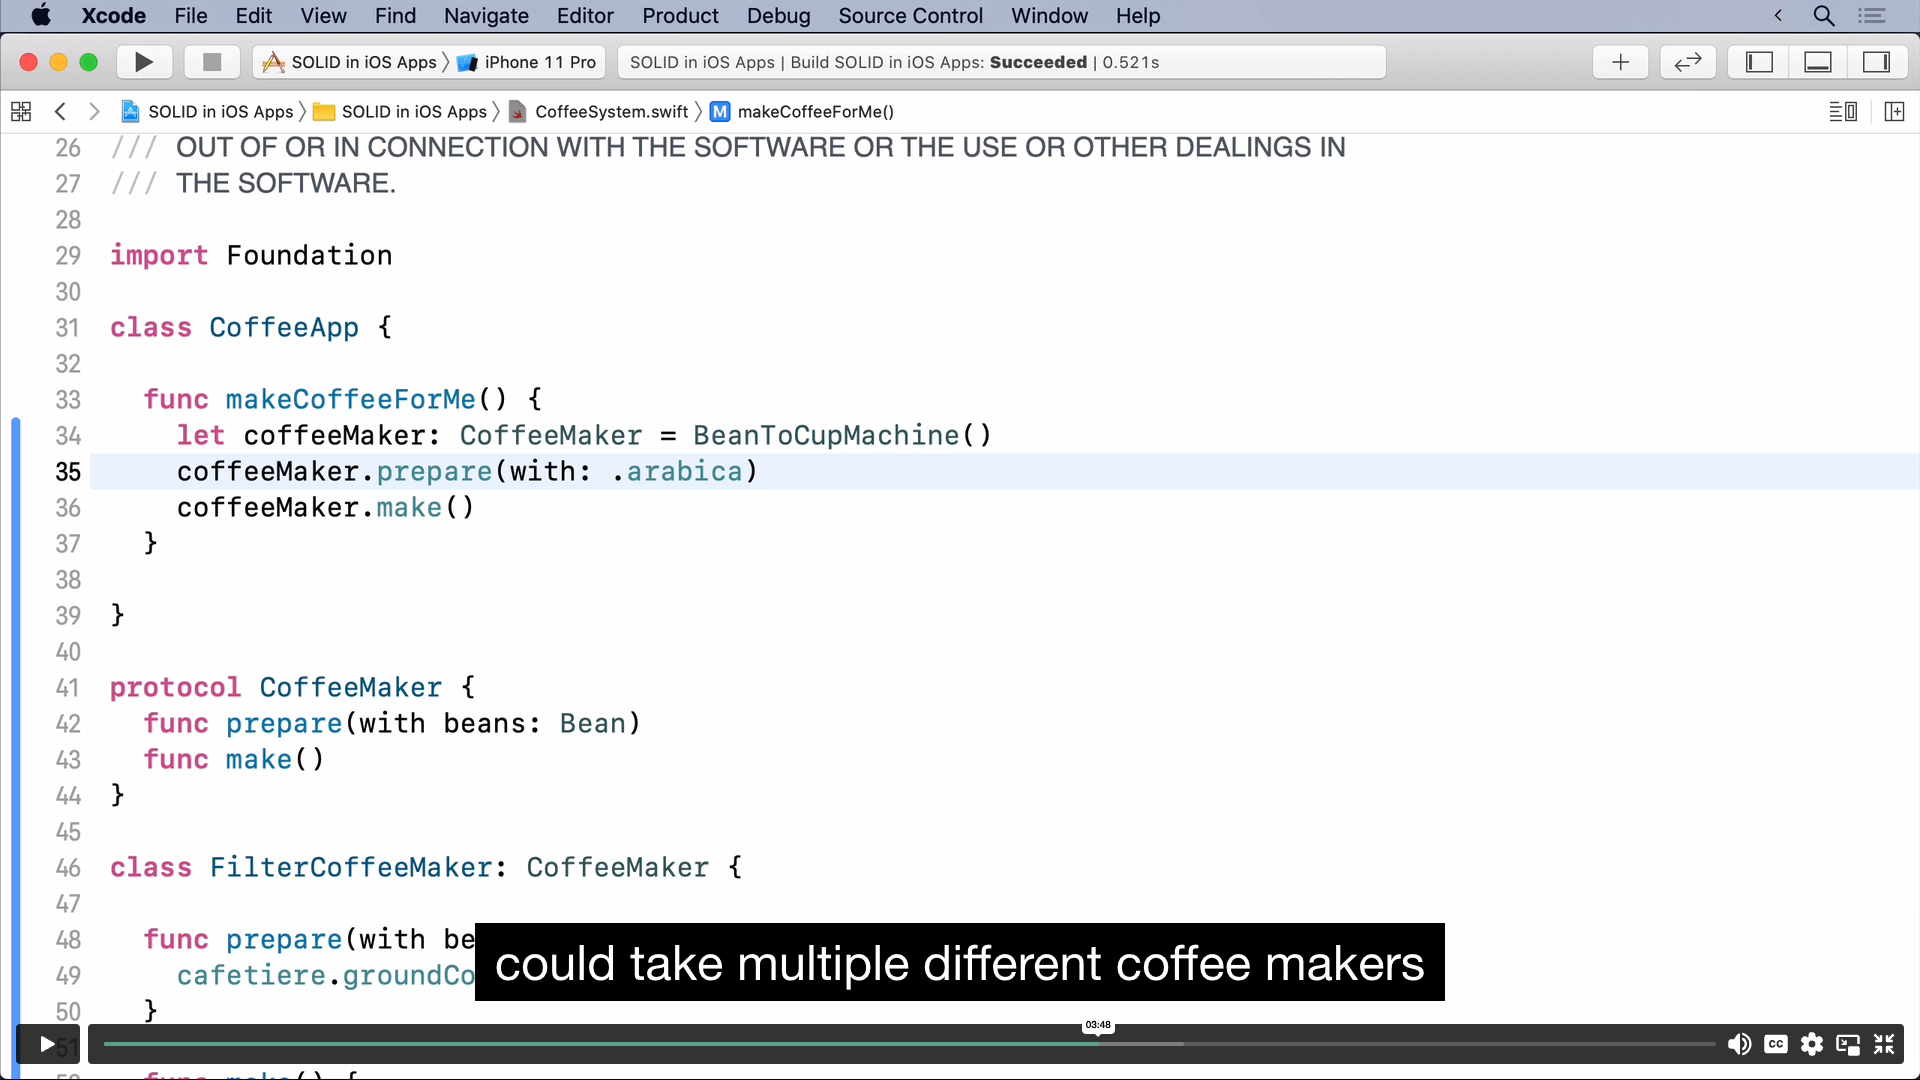 Xcode File Edit View Find Navigate Editor Product Debug Source Control Window Help
SOLID in iOS Apps iPhone 11 Pro SOLID in iOS Apps | Build SOLID in iOS Apps: Succeeded | 0.521s
SOLID in iOS Apps SOLID in iOS Apps CoffeeSystem.swift M makeCoffeeForMe()
26 /// OUT OF OR IN CONNECTION WITH THE SOFTWARE OR THE USE OR OTHER DEALINGS IN
27 /// THE SOFTWARE.
28
29 import Foundation
30
31 class CoffeeApp {
32
33 func makeCoffeeForMe() {
34 let coffeeMaker: CoffeeMaker = BeanToCupMachine()
35 coffeeMaker.prepare(with: .arabica)
36 coffeeMaker.make()
37 }
38
39 }
40
41 protocol CoffeeMaker {
42 func prepare(with beans: Bean)
43 func make()
44 }
45
46 class FilterCoffeeMaker: CoffeeMaker {
47
48 func prepare(with be
49 cafetiere.groundCo
could take multiple different coffee makers
50 }
03:48
51
CC
func make() {